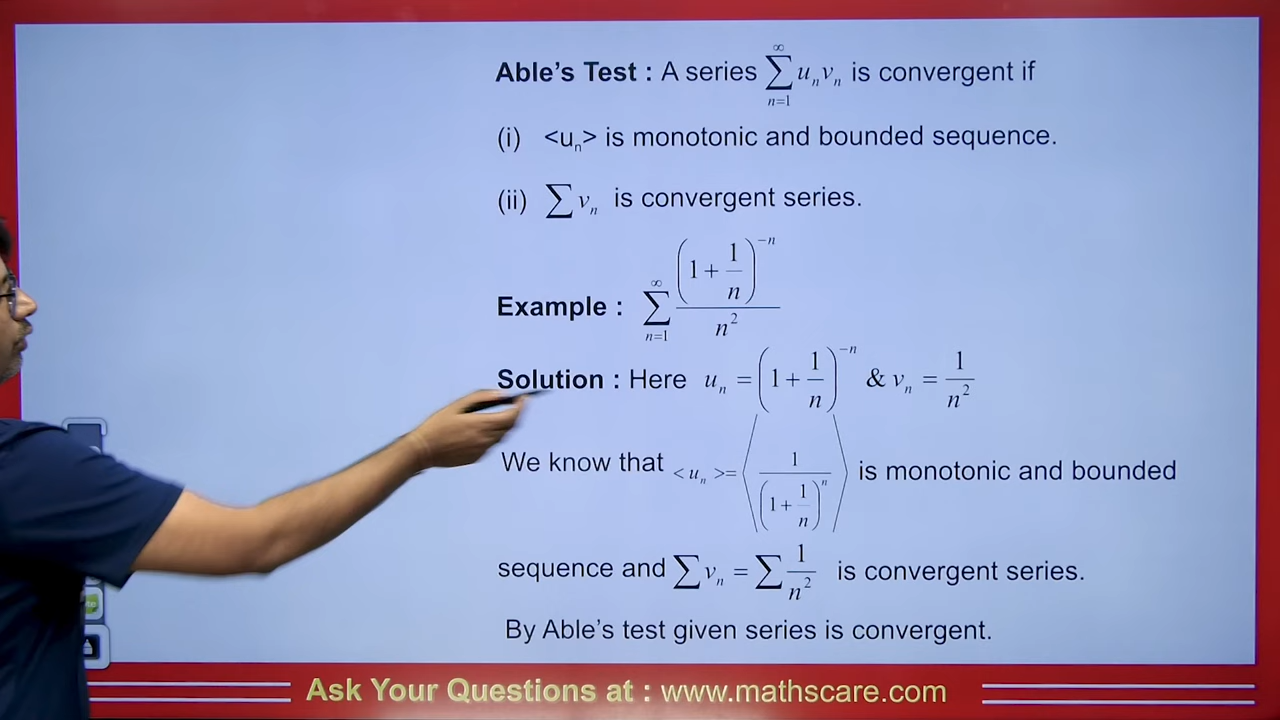 Able's Test : A series ∑_{n=1}^{∞} u_n v_n is convergent if
(i) <u_n> is monotonic and bounded sequence.
(ii) ∑ v_n is convergent series.
Example : ∑_{n=1}^{∞} (1 + 1/n)^{-n} / n^2
Solution : Here u_n = (1 + 1/n)^{-n} & v_n = 1/n^2
We know that <u_n> = ⟨1/(1 + 1/n)^n⟩ is monotonic and bounded
sequence and ∑ v_n = ∑ 1/n^2 is convergent series.
By Able's test given series is convergent.
Ask Your Questions at : www.mathscare.com